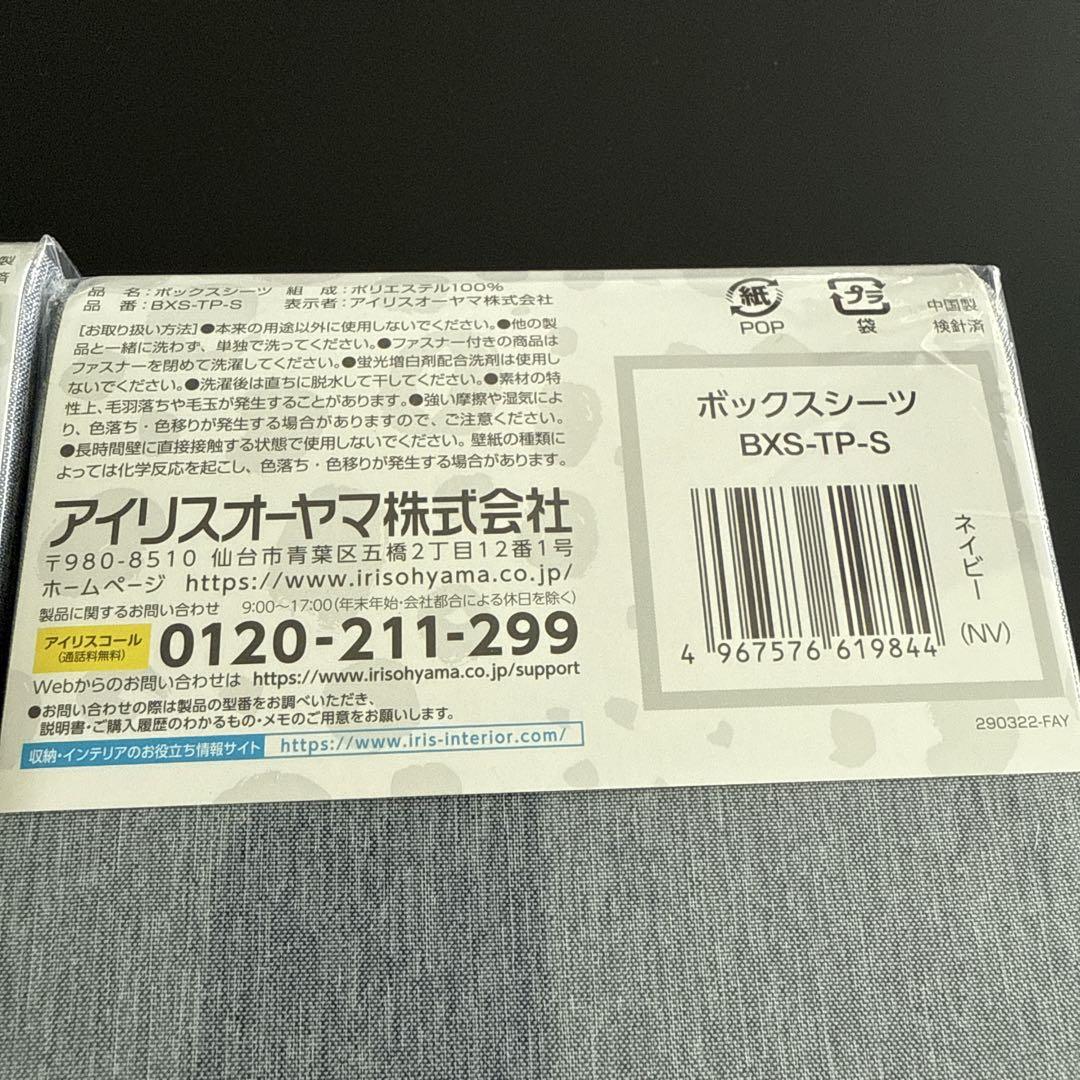 製
済
品 名：ボックスシーツ 組 成：ポリエステル100%
品 番：BXS-TP-S 表示者：アイリスオーヤマ株式会社
[お取り扱い方法]●本来の用途以外に使用しないでください。●他の製
品と一緒に洗わず、単独で洗ってください。●ファスナー付きの商品は
ファスナーを閉めて洗濯してください。●蛍光増白剤配合洗剤は使用し
ないでください。●洗濯後は直ちに脱水して干してください。●素材の特
性上、毛羽落ちや毛玉が発生することがあります。●強い摩擦や湿気によ
り、色落ち・色移りが発生する場合がありますので、ご注意ください。
●長時間壁に直接接触する状態で使用しないでください。壁紙の種類に
よっては化学反応を起こし、色落ち・色移りが発生する場合があります。
アイリスオーヤマ株式会社
〒980-8510 仙台市青葉区五橋2丁目12番1号
ホームページ https://www.irisohyama.co.jp/
製品に関するお問い合わせ 9:00～17:00(年末年始・会社都合による休日を除く)
アイリスコール
(通話料無料)
0120-211-299
Webからのお問い合わせは https://www.irisohyama.co.jp/support
●お問い合わせの際は製品の型番をお調べいただき、
説明書・ご購入履歴のわかるもの・メモのご用意をお願いします。
収納・インテリアのお役立ち情報サイト https://www.iris-interior.com/
紙
POP
プラ
袋
中国製
検針済
ボックスシーツ
BXS-TP-S
4 967576 619844
ネイビー
(NV)
290322-FAY